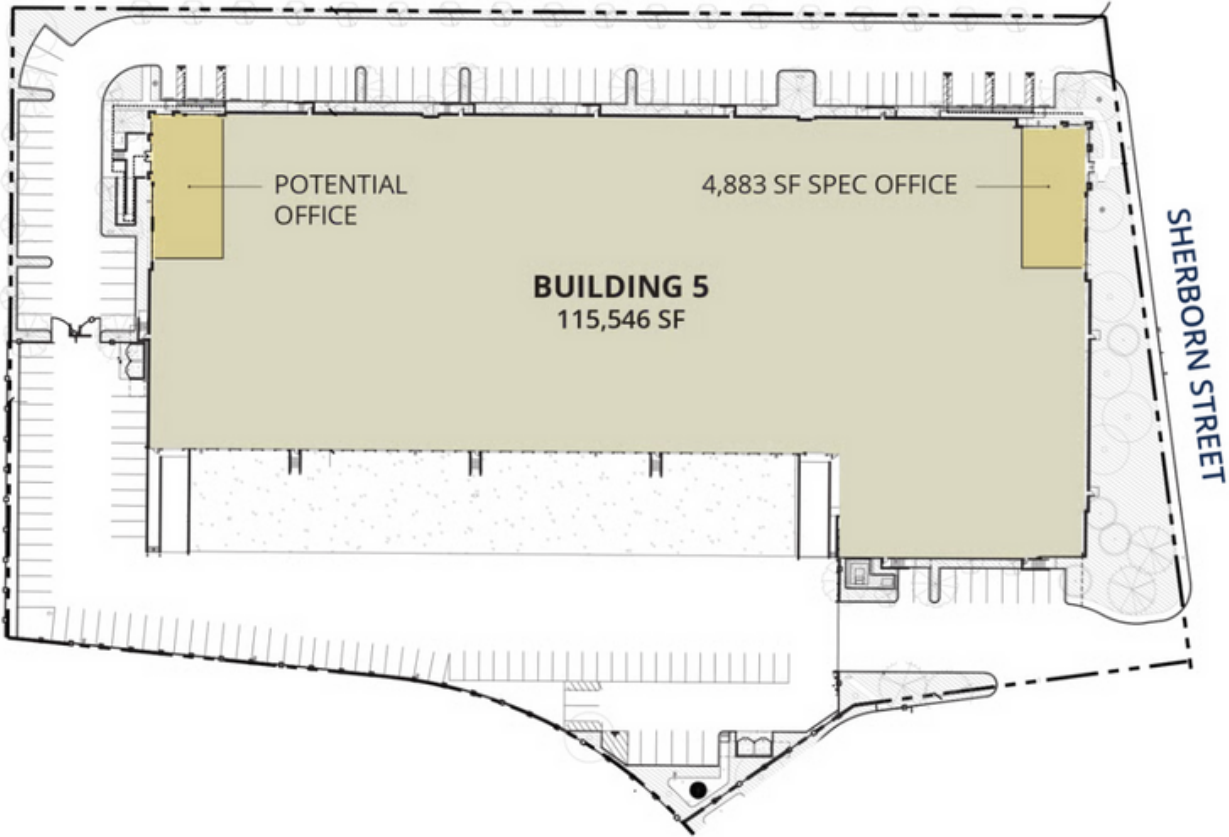 POTENTIAL
OFFICE
4,883 SF SPEC OFFICE
BUILDING 5
115,546 SF
SHERBORN STREET